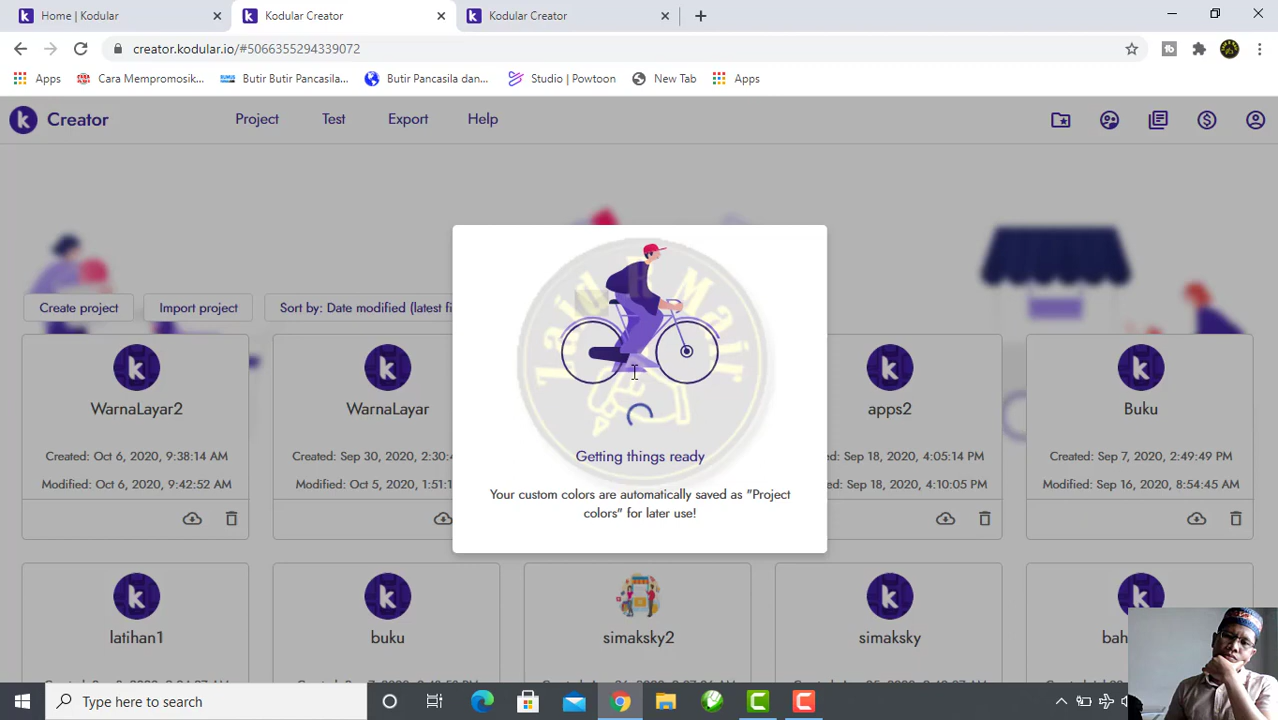 Home | Kodular
Kodular Creator
Kodular Creator
creator.kodular.io/#5066355294339072
Apps
Cara Mempromosik...
Butir Butir Pancasila...
Butir Pancasila dan...
Studio | Powtoon
New Tab
Apps
Creator
Project
Test
Export
Help
Create project
Import project
Sort by: Date modified (latest fi
WarnaLayar2
WarnaLayar
apps2
Buku
Created: Oct 6, 2020, 9:38:14 AM
Created: Sep 30, 2020, 2:30:4
Created: Sep 18, 2020, 4:05:14 PM
Created: Sep 7, 2020, 2:49:49 PM
Modified: Oct 6, 2020, 9:42:52 AM
Modified: Oct 5, 2020, 1:51:1
Modified: Sep 18, 2020, 4:10:05 PM
Modified: Sep 16, 2020, 8:54:45 AM
Getting things ready
Your custom colors are automatically saved as "Project
colors" for later use!
latihan1
buku
simaksky2
simaksky
bah
Type here to search